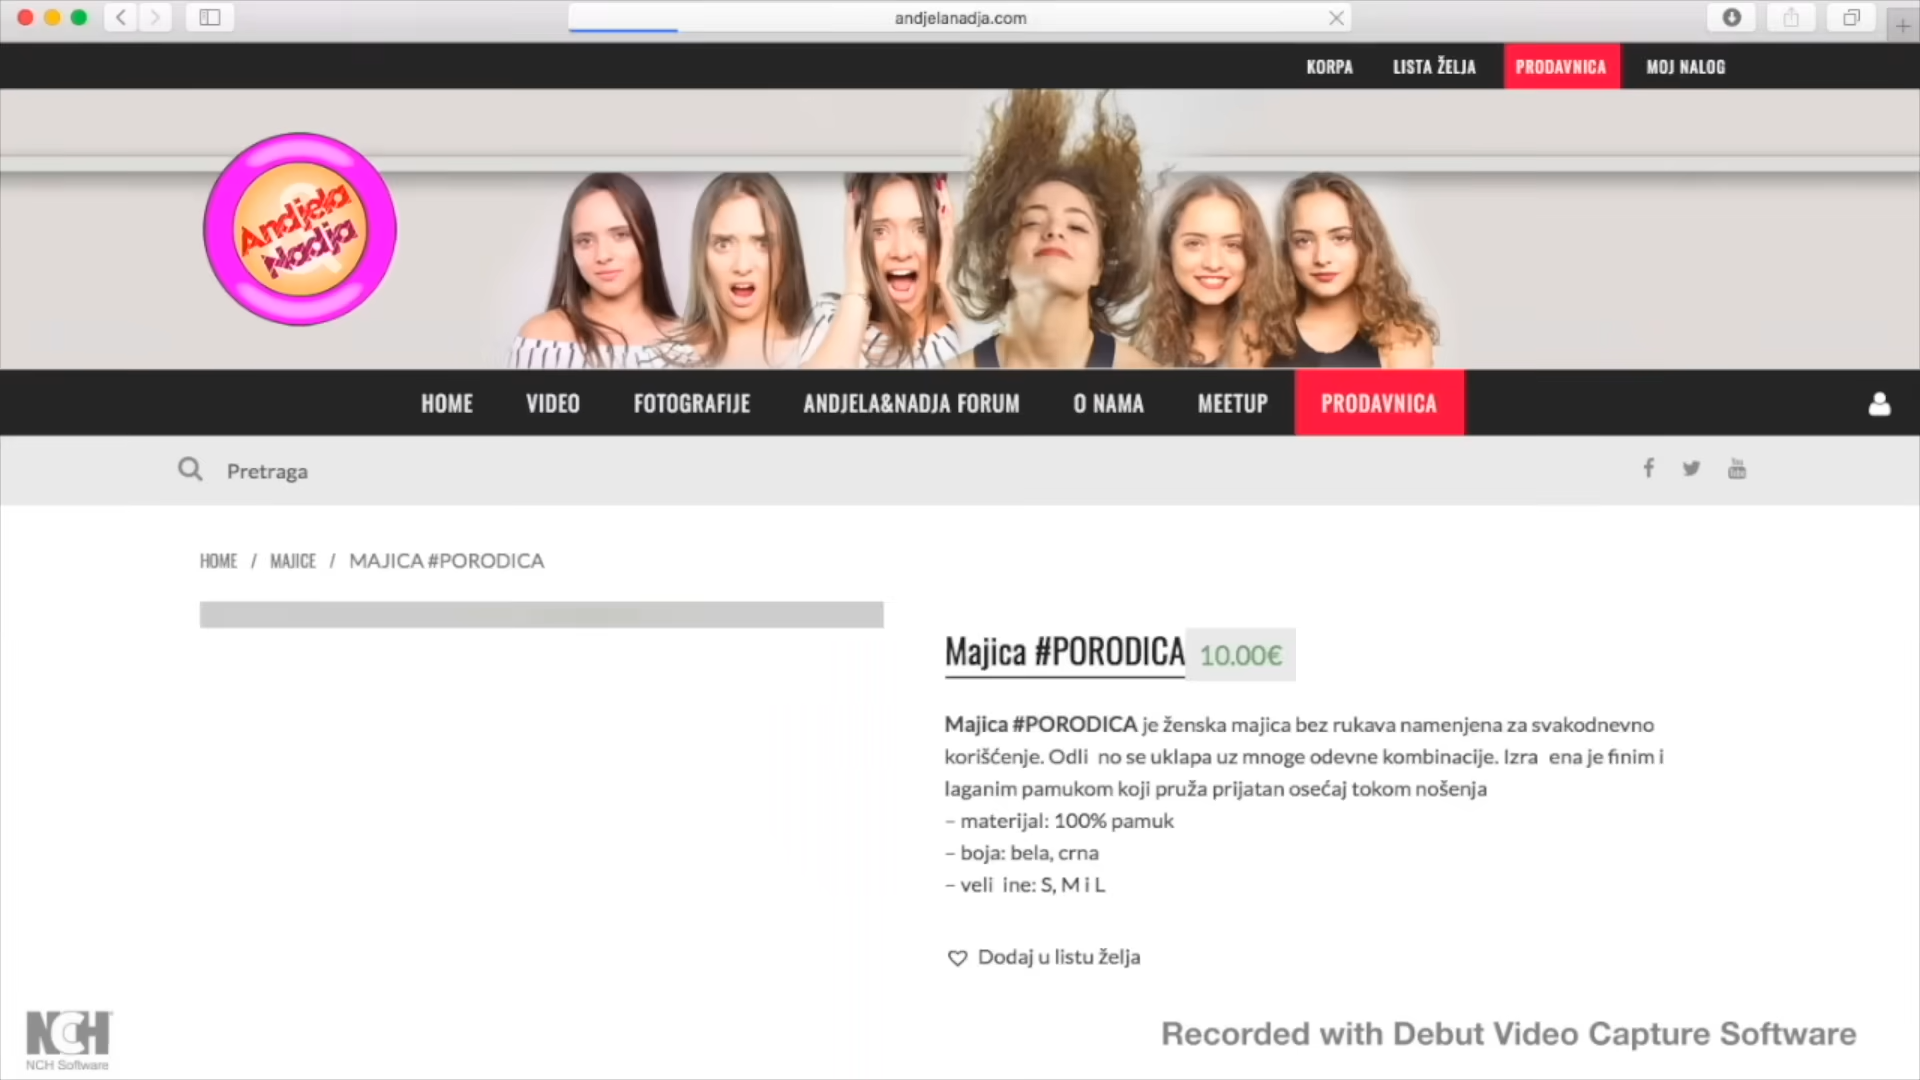 andjelanadja.com
KORPA LISTA ŽELJA PRODAVNICA MOJ NALOG
Andjela
Nadja
HOME VIDEO FOTOGRAFIJE ANDJELA&NADJA FORUM O NAMA MEETUP PRODAVNICA
Pretraga
You
Tube
HOME / MAJICE / MAJICA #PORODICA
Majica #PORODICA 10.00€
Majica #PORODICA je ženska majica bez rukava namenjena za svakodnevno
korišćenje. Odli no se uklapa uz mnoge odevne kombinacije. Izra ena je finim i
laganim pamukom koji pruža prijatan osećaj tokom nošenja
– materijal: 100% pamuk
– boja: bela, crna
– veli ine: S, M i L
Dodaj u listu želja
NCH
NCH Software
Recorded with Debut Video Capture Software